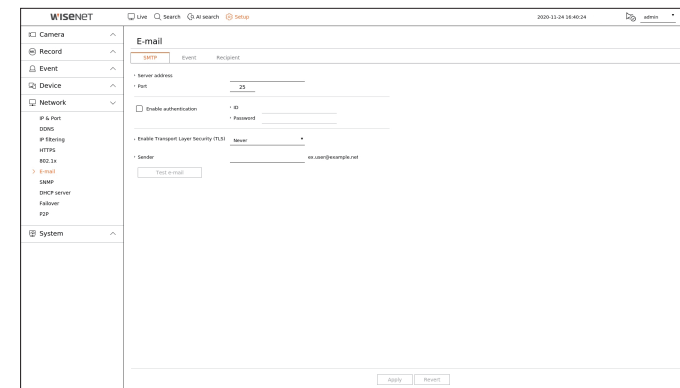 WISENET
Live Search AI search Setup 2020-11-24 16:40:24 admin
Camera
Record
Event
Device
Network
IP & Port
DDNS
IP filtering
HTTPS
802.1x
E-mail
SNMP
DHCP server
Failover
P2P
System
E-mail
SMTP Event Recipient
Server address
Port 25
Enable authentication ID
Password
Enable Transport Layer Security (TLS) Newer
Sender ex.user@example.net
Test e-mail
Apply Revert